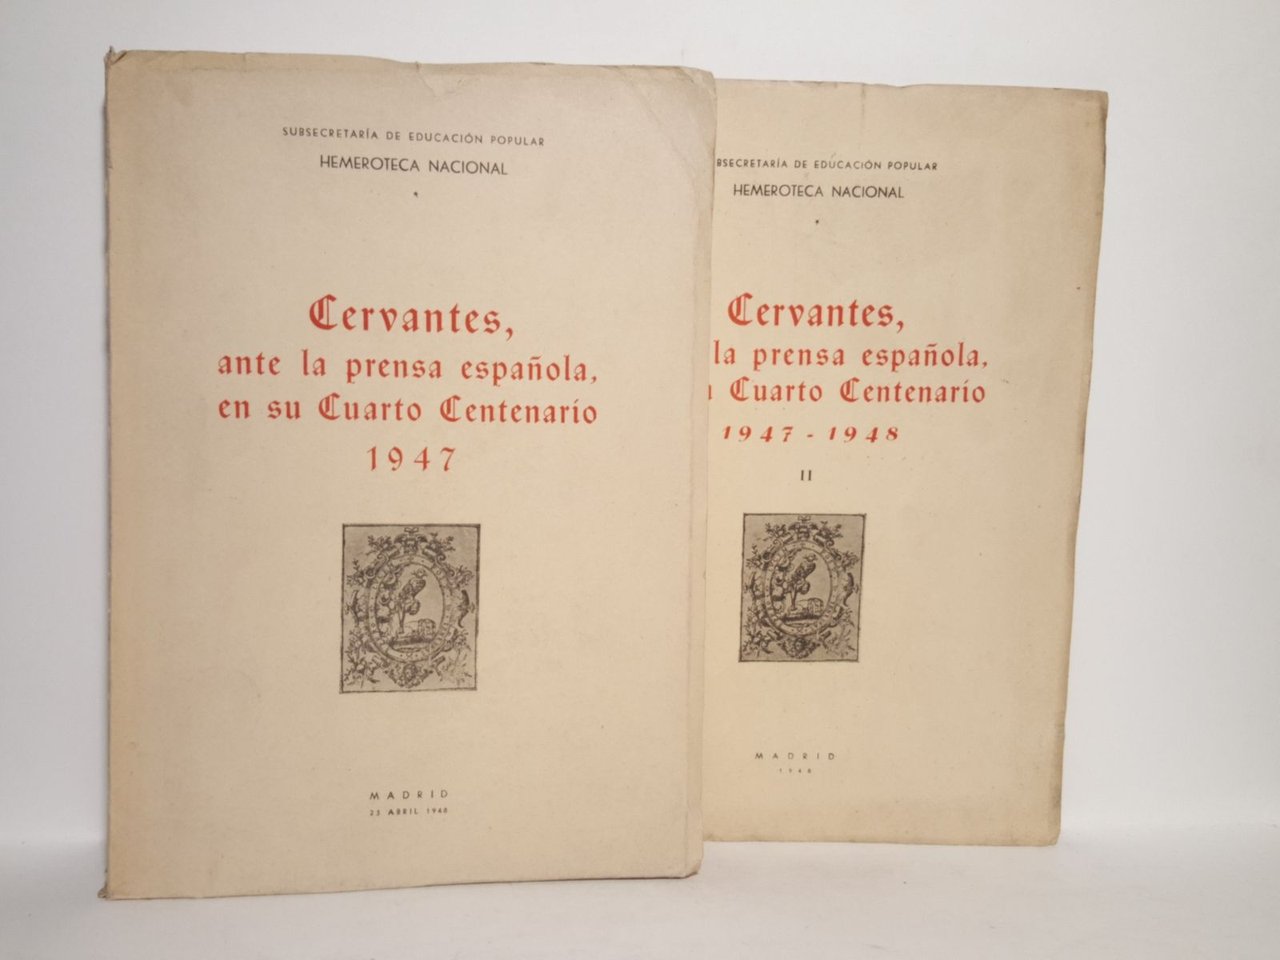 SUBSECRETARÍA DE EDUCACIÓN POPULAR
HEMEROTECA NACIONAL
Cervantes,
ante la prensa española,
en su Cuarto Centenario
1947
MADRID
23 ABRIL 1948
BSECRETARÍA DE EDUCACIÓN POPULAR
HEMEROTECA NACIONAL
Cervantes,
la prensa española,
Cuarto Centenario
1947 - 1948
II
MADRID
1948